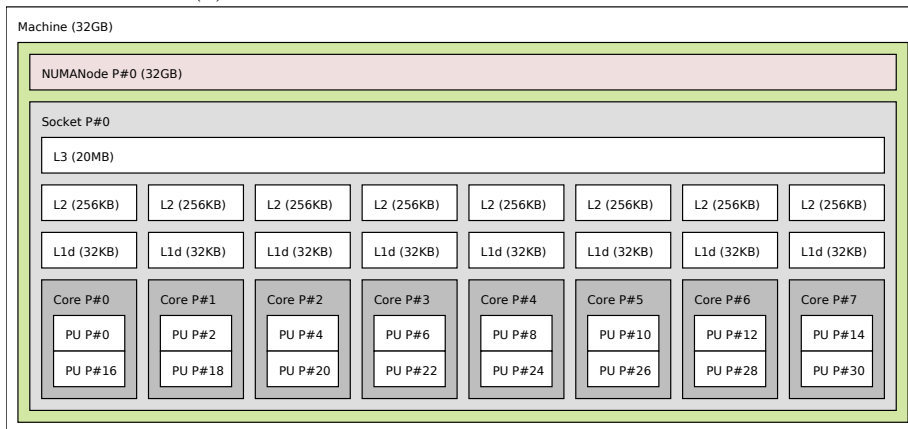 Machine (32GB)
NUMANode P#0 (32GB)
Socket P#0
L3 (20MB)
L2 (256KB) L2 (256KB) L2 (256KB) L2 (256KB) L2 (256KB) L2 (256KB) L2 (256KB) L2 (256KB)
L1d (32KB) L1d (32KB) L1d (32KB) L1d (32KB) L1d (32KB) L1d (32KB) L1d (32KB) L1d (32KB)
Core P#0 Core P#1 Core P#2 Core P#3 Core P#4 Core P#5 Core P#6 Core P#7
PU P#0 PU P#2 PU P#4 PU P#6 PU P#8 PU P#10 PU P#12 PU P#14
PU P#16 PU P#18 PU P#20 PU P#22 PU P#24 PU P#26 PU P#28 PU P#30